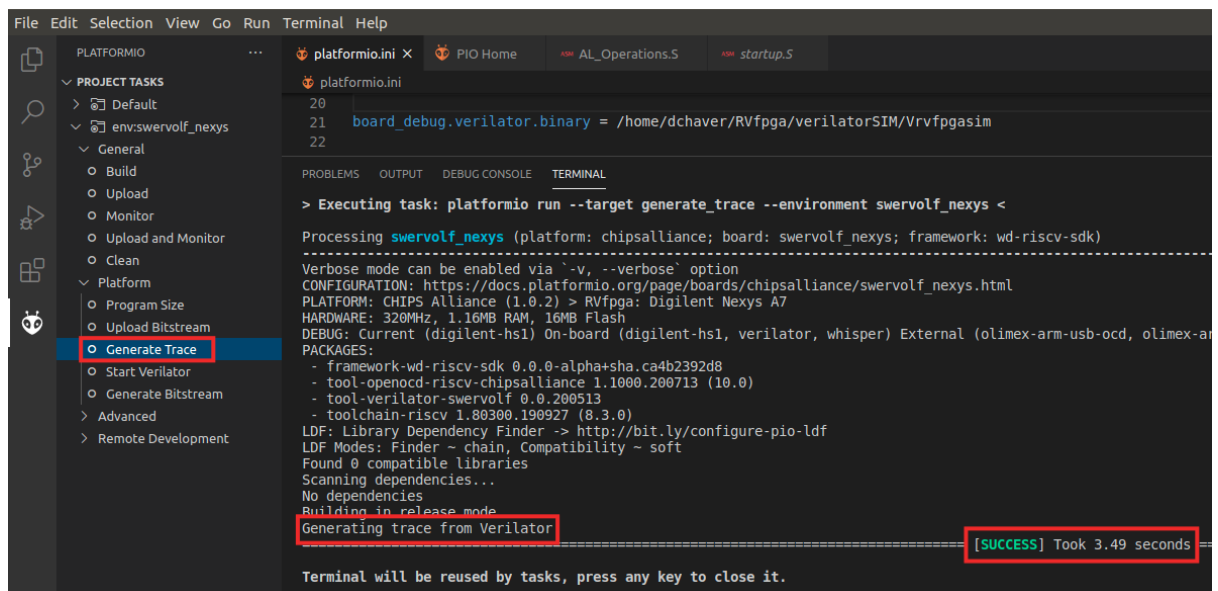 File Edit Selection View Go Run Terminal Help
PLATFORMIO ...
PROJECT TASKS
Default
env:swervolf_nexys
General
Build
Upload
Monitor
Upload and Monitor
Clean
Platform
Program Size
Upload Bitstream
Generate Trace
Start Verilator
Generate Bitstream
Advanced
Remote Development
platformio.ini PIO Home ASM AL_Operations.S ASM startup.S
platformio.ini
20
21 board_debug.verilator.binary = /home/dchaver/RVfpga/verilatorSIM/Vrvfpgasim
22
PROBLEMS OUTPUT DEBUG CONSOLE TERMINAL
> Executing task: platformio run --target generate_trace --environment swervolf_nexys <
Processing swervolf_nexys (platform: chipsalliance; board: swervolf_nexys; framework: wd-riscv-sdk)
Verbose mode can be enabled via `-v, --verbose` option
CONFIGURATION: https://docs.platformio.org/page/boards/chipsalliance/swervolf_nexys.html
PLATFORM: CHIPS Alliance (1.0.2) > RVfpga: Digilent Nexys A7
HARDWARE: 320MHz, 1.16MB RAM, 16MB Flash
DEBUG: Current (digilent-hs1) On-board (digilent-hs1, verilator, whisper) External (olimex-arm-usb-ocd, olimex-ar
PACKAGES:
- framework-wd-riscv-sdk 0.0.0-alpha+sha.ca4b2392d8
- tool-openocd-riscv-chipsalliance 1.1000.200713 (10.0)
- tool-verilator-swervolf 0.0.200513
- toolchain-riscv 1.80300.190927 (8.3.0)
LDF: Library Dependency Finder -> http://bit.ly/configure-pio-ldf
LDF Modes: Finder ~ chain, Compatibility ~ soft
Found 0 compatible libraries
Scanning dependencies...
No dependencies
Building in release mode
Generating trace from Verilator
[SUCCESS] Took 3.49 seconds
Terminal will be reused by tasks, press any key to close it.